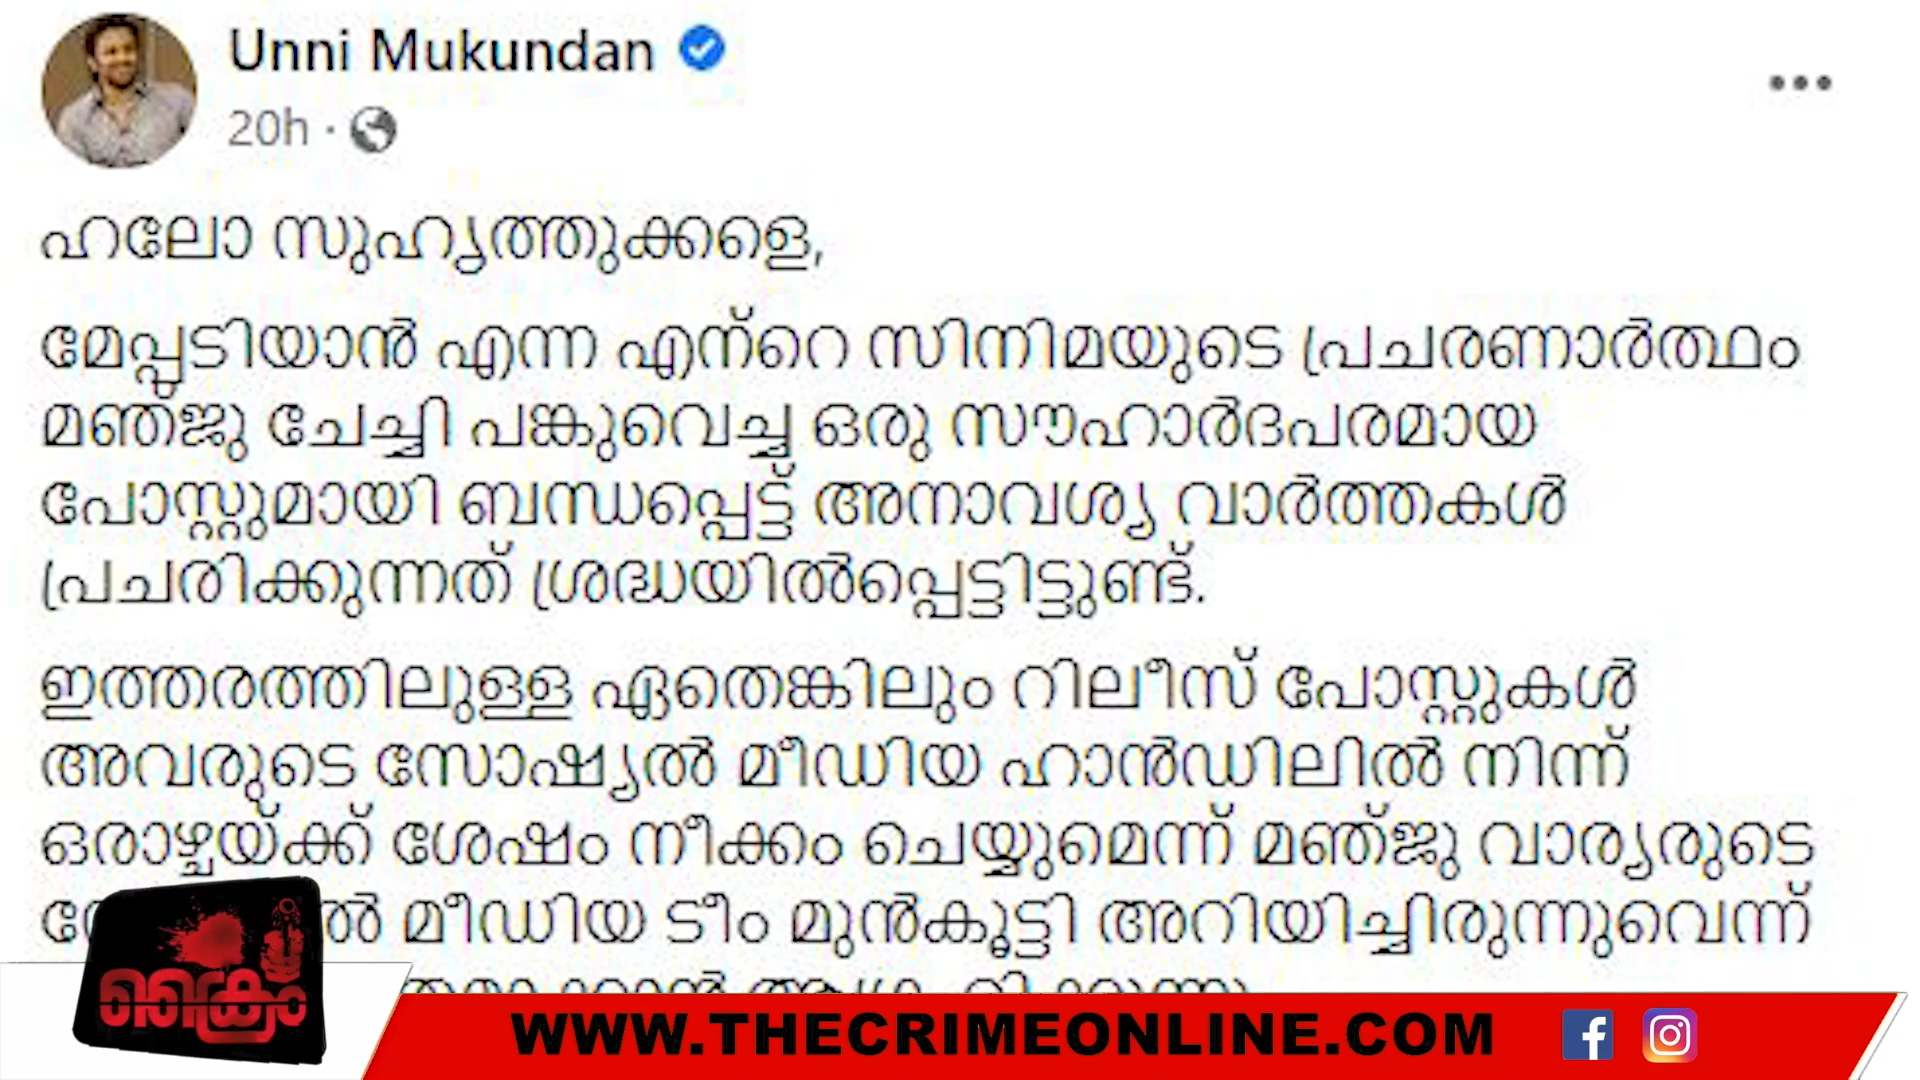 Unni Mukundan
20h ·
ഹലോ സുഹൃത്തുക്കളെ,
മേപ്പടിയാൻ എന്ന എന്റെ സിനിമയുടെ പ്രചരണാർത്ഥം
മഞ്ജു ചേച്ചി പങ്കുവെച്ച ഒരു സൗഹാർദപരമായ
പോസ്റ്റുമായി ബന്ധപ്പെട്ട് അനാവശ്യ വാർത്തകൾ
പ്രചരിക്കുന്നത് ശ്രദ്ധയിൽപ്പെട്ടിട്ടുണ്ട്.
ഇത്തരത്തിലുള്ള ഏതെങ്കിലും റിലീസ് പോസ്റ്റുകൾ
അവരുടെ സോഷ്യൽ മീഡിയ ഹാൻഡിലിൽ നിന്ന്
ഒരാഴ്ചയ്ക്ക് ശേഷം നീക്കം ചെയ്യുമെന്ന് മഞ്ജു വാര്യരുടെ
മീഡിയ ടീം മുൻകൂട്ടി അറിയിച്ചിരുന്നുവെന്ന്
ക്രൈം
WWW.THECRIMEONLINE.COM